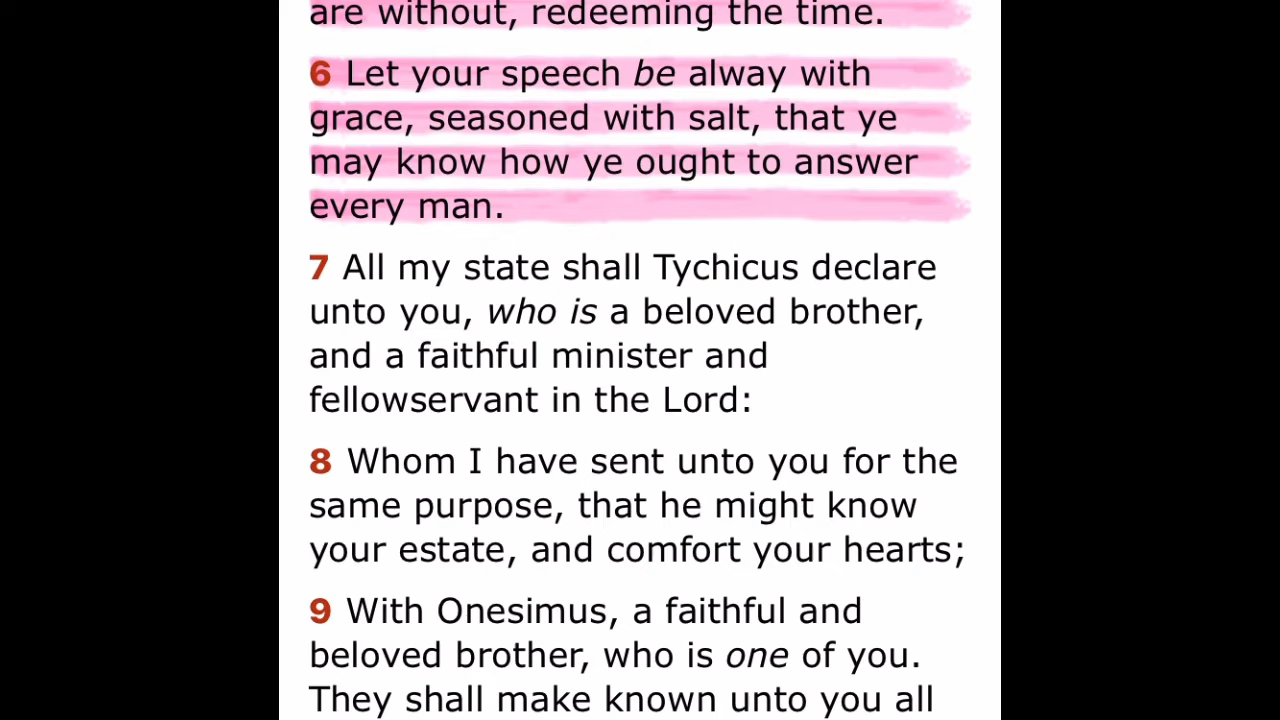 are without, redeeming the time.
6 Let your speech be alway with
grace, seasoned with salt, that ye
may know how ye ought to answer
every man.
7 All my state shall Tychicus declare
unto you, who is a beloved brother,
and a faithful minister and
fellowservant in the Lord:
8 Whom I have sent unto you for the
same purpose, that he might know
your estate, and comfort your hearts;
9 With Onesimus, a faithful and
beloved brother, who is one of you.
They shall make known unto you all